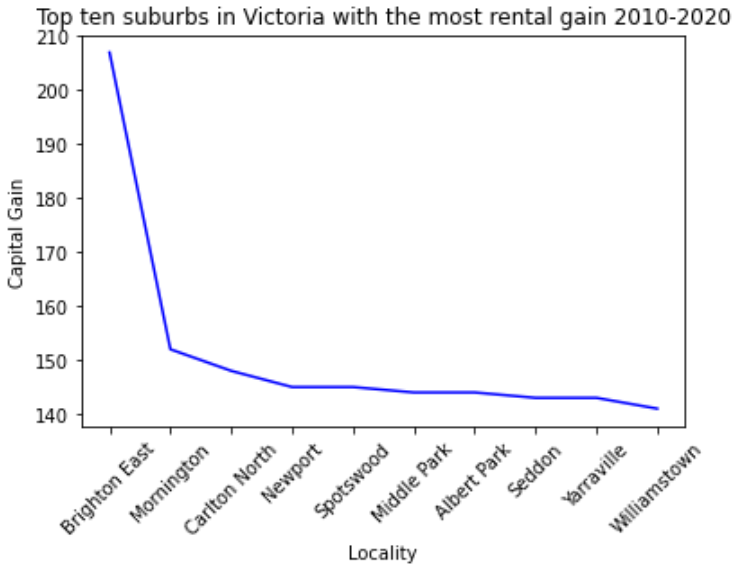 Top ten suburbs in Victoria with the most rental gain 2010-2020
210
200
190
180
170
160
150
140
Capital Gain
Brighton East
Mornington
Carlton North
Newport
Spotswood
Middle Park
Albert Park
Seddon
Yarraville
Williamstown
Locality